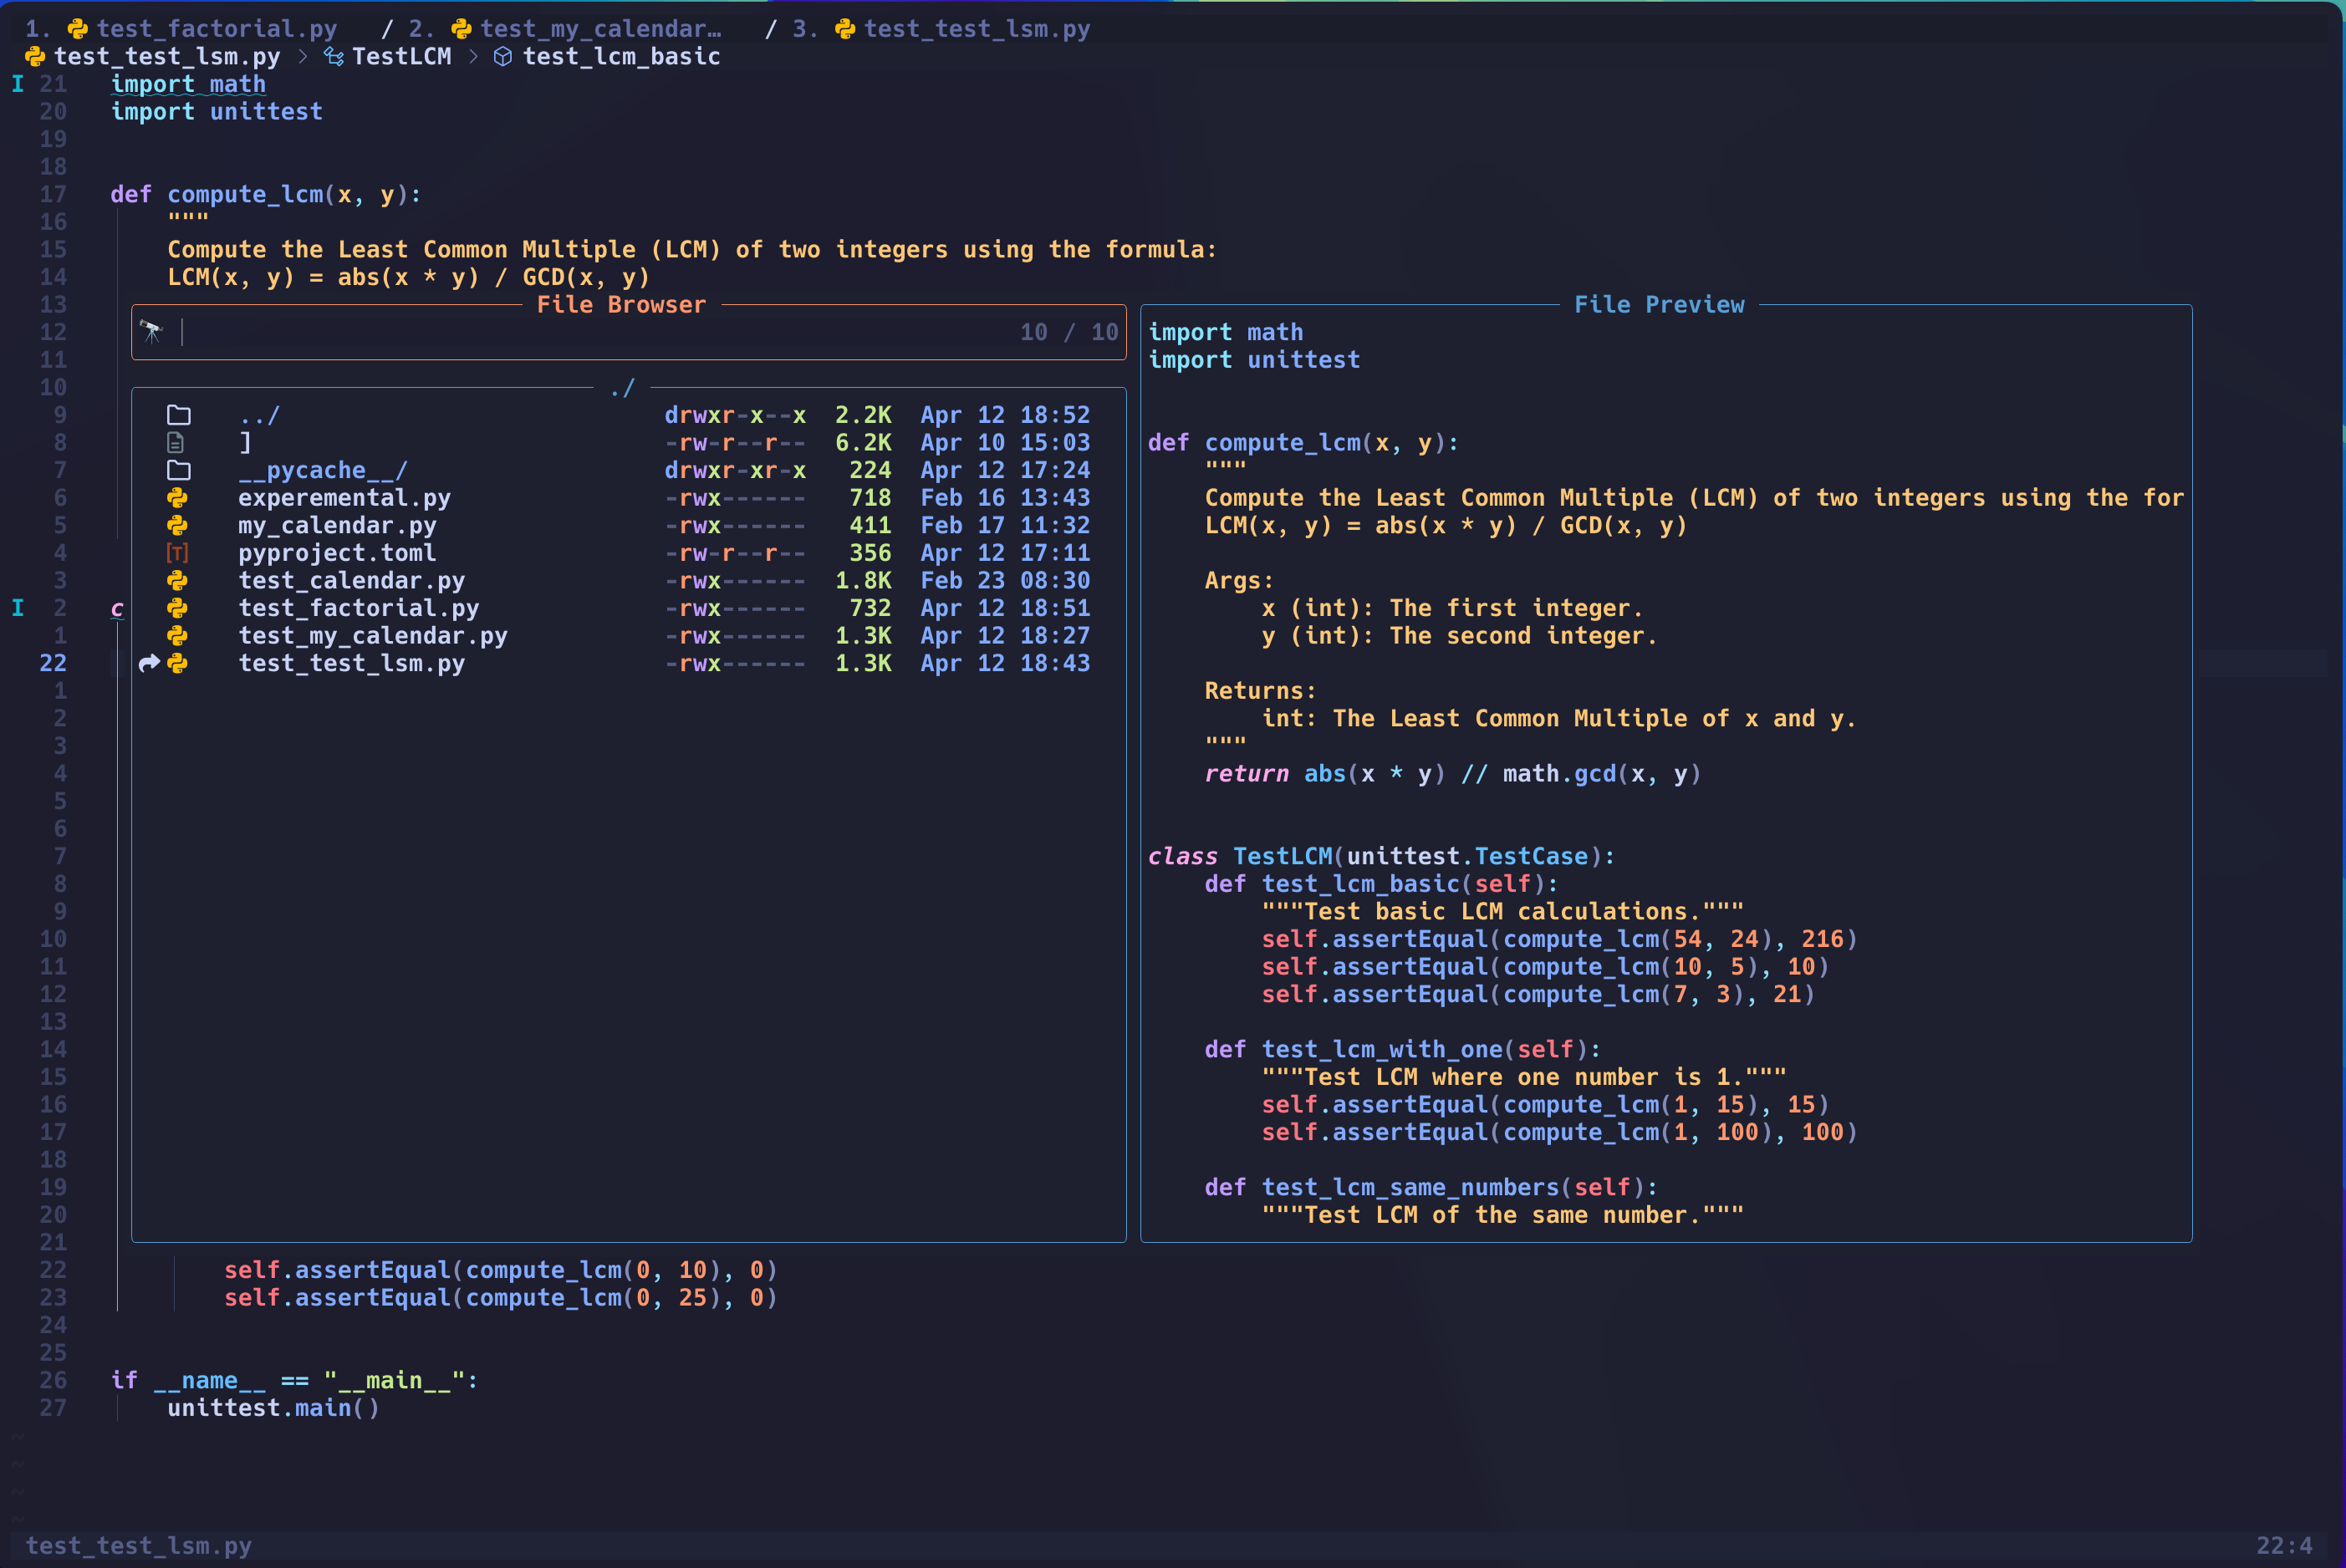 1. test_factorial.py / 2. test_my_calendar… / 3. test_test_lsm.py
test_test_lsm.py > TestLCM > test_lcm_basic
I 21 import math
20 import unittest
19
18
17 def compute_lcm(x, y):
16 """
15 Compute the Least Common Multiple (LCM) of two integers using the formula:
14 LCM(x, y) = abs(x * y) / GCD(x, y)
13
12
11
10
9
8
7
6
5
4
3
I 2 c
1
22
1
2
3
4
5
6
7
8
9
10
11
12
13
14
15
16
17
18
19
20
21
File Browser
10 / 10
./
../ drwxr-x--x 2.2K Apr 12 18:52
] -rw-r--r-- 6.2K Apr 10 15:03
__pycache__/ drwxr-xr-x 224 Apr 12 17:24
experemental.py -rwx------ 718 Feb 16 13:43
my_calendar.py -rwx------ 411 Feb 17 11:32
[T] pyproject.toml -rw-r--r-- 356 Apr 12 17:11
test_calendar.py -rwx------ 1.8K Feb 23 08:30
test_factorial.py -rwx------ 732 Apr 12 18:51
test_my_calendar.py -rwx------ 1.3K Apr 12 18:27
test_test_lsm.py -rwx------ 1.3K Apr 12 18:43
File Preview
import math
import unittest
def compute_lcm(x, y):
"""
Compute the Least Common Multiple (LCM) of two integers using the for
LCM(x, y) = abs(x * y) / GCD(x, y)
Args:
x (int): The first integer.
y (int): The second integer.
Returns:
int: The Least Common Multiple of x and y.
"""
return abs(x * y) // math.gcd(x, y)
class TestLCM(unittest.TestCase):
def test_lcm_basic(self):
"""Test basic LCM calculations."""
self.assertEqual(compute_lcm(54, 24), 216)
self.assertEqual(compute_lcm(10, 5), 10)
self.assertEqual(compute_lcm(7, 3), 21)
def test_lcm_with_one(self):
"""Test LCM where one number is 1."""
self.assertEqual(compute_lcm(1, 15), 15)
self.assertEqual(compute_lcm(1, 100), 100)
def test_lcm_same_numbers(self):
"""Test LCM of the same number."""
22 self.assertEqual(compute_lcm(0, 10), 0)
23 self.assertEqual(compute_lcm(0, 25), 0)
24
25
26 if __name__ == "__main__":
27 unittest.main()
~
~
~
~
test_test_lsm.py 22:4